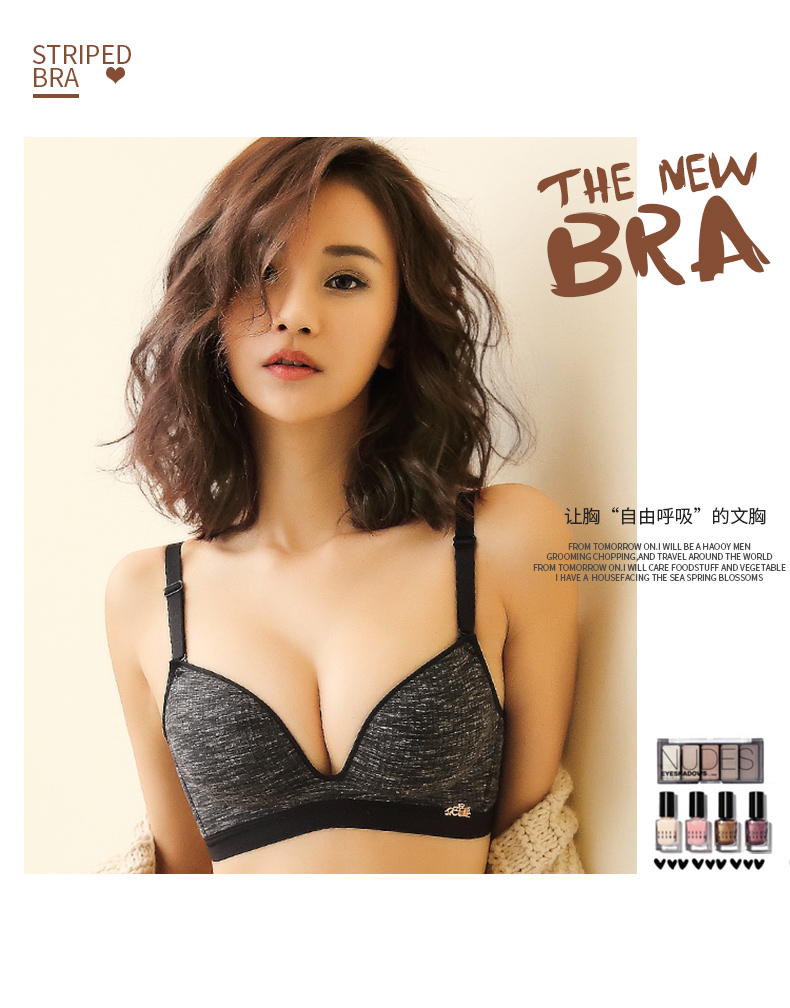 STRIPED
BRA
THE NEW
BRA
让胸“自由呼吸”的文胸
FROM TOMORROW ON.I WILL BE A HAOOY MEN
GROOMING CHOPPING,AND TRAVEL AROUND THE WORLD
FROM TOMORROW ON.I WILL CARE FOODSTUFF AND VEGETABLE
I HAVE A HOUSEFACING THE SEA SPRING BLOSSOMS
NUDES
EYESHADOWS